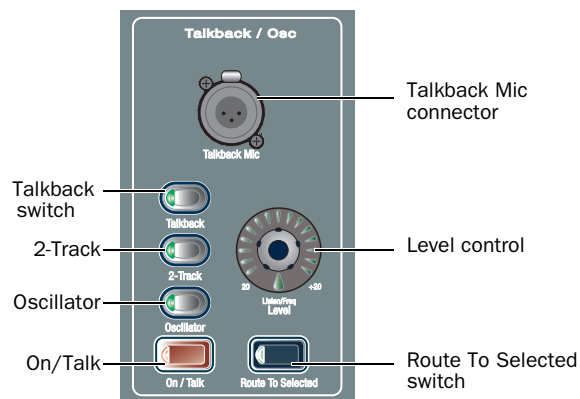 Talkback / Osc
Talkback Mic
connector
Talkback Mic
Talkback
switch
Talkback
2-Track
2-Track
Level control
20
+20
Listen/Freq
Level
Oscillator
Oscillator
On/Talk
On / Talk
Route To Selected
Route To Selected
switch